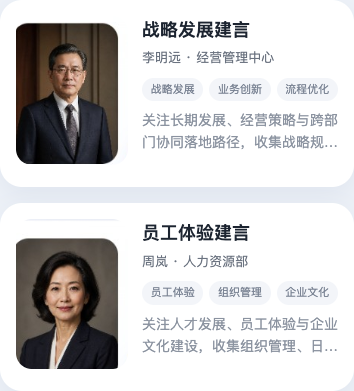 战略发展建言
李明远 · 经营管理中心
战略发展 业务创新 流程优化
关注长期发展、经营策略与跨部
门协同落地路径，收集战略规...
员工体验建言
周岚 · 人力资源部
员工体验 组织管理 企业文化
关注人才发展、员工体验与企业
文化建设，收集组织管理、日...